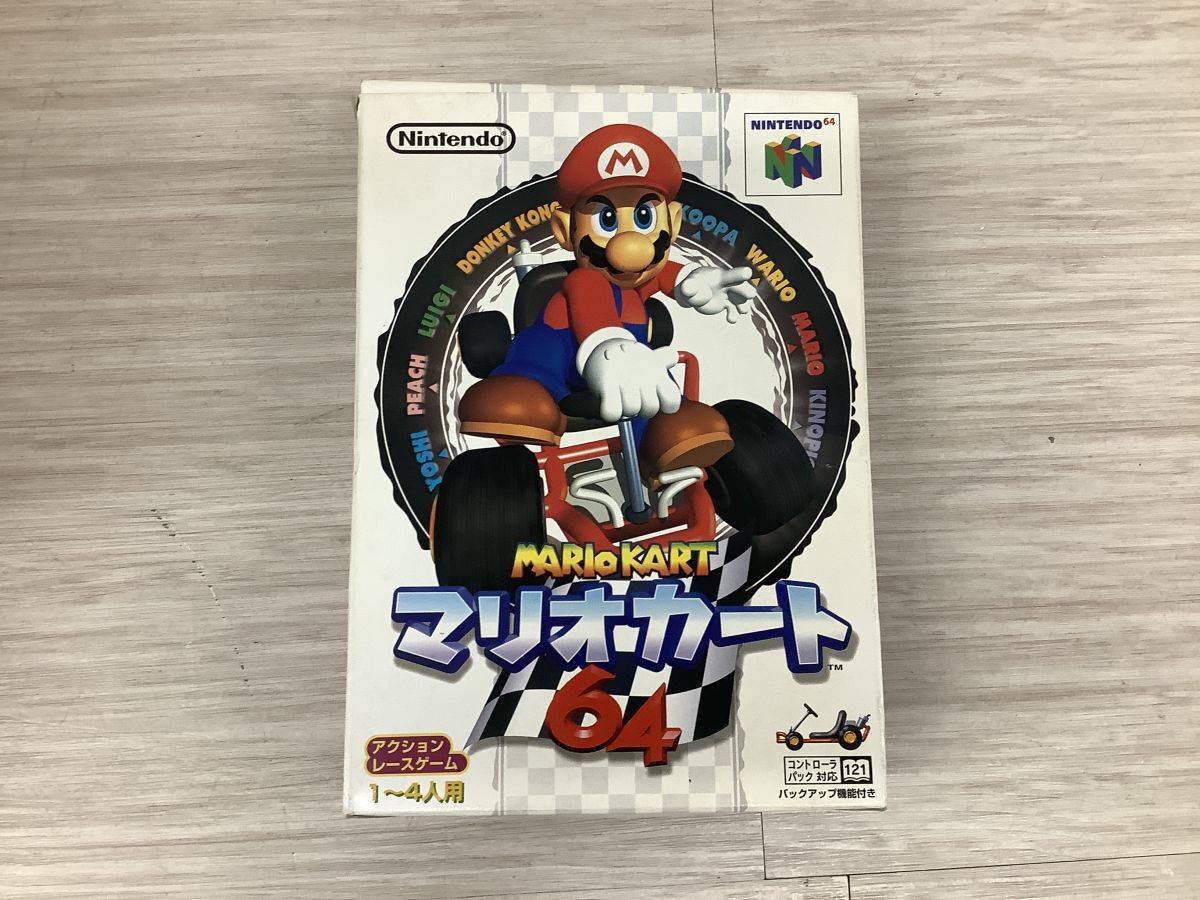 Nintendo®
NINTENDO64
M
YOSHI
PEACH
LUIGI
DONKEY KONG
KOOPA
WARIO
MARIO
MARIO KART
マリオカート
64
TM
アクション
レースゲーム
1〜4人用
コントローラ
パック 対応
121
バックアップ機能付き